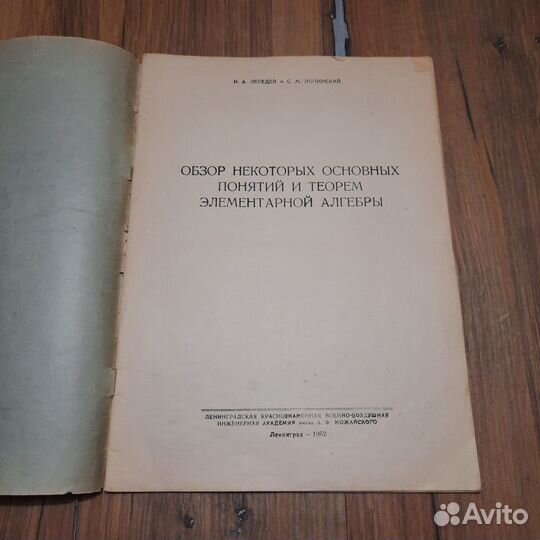 Н. А. ЛЕБЕДЕВ и С. М. ЛОЗИНСКИЙ
ОБЗОР НЕКОТОРЫХ ОСНОВНЫХ
ПОНЯТИЙ И ТЕОРЕМ
ЭЛЕМЕНТАРНОЙ АЛГЕБРЫ
ЛЕНИНГРАДСКАЯ КРАСНОЗНАМЕННАЯ ВОЕННО-ВОЗДУШНАЯ
ИНЖЕНЕРНАЯ АКАДЕМИЯ имени А. Ф. МОЖАЙСКОГО
Ленинград — 1962
Avito